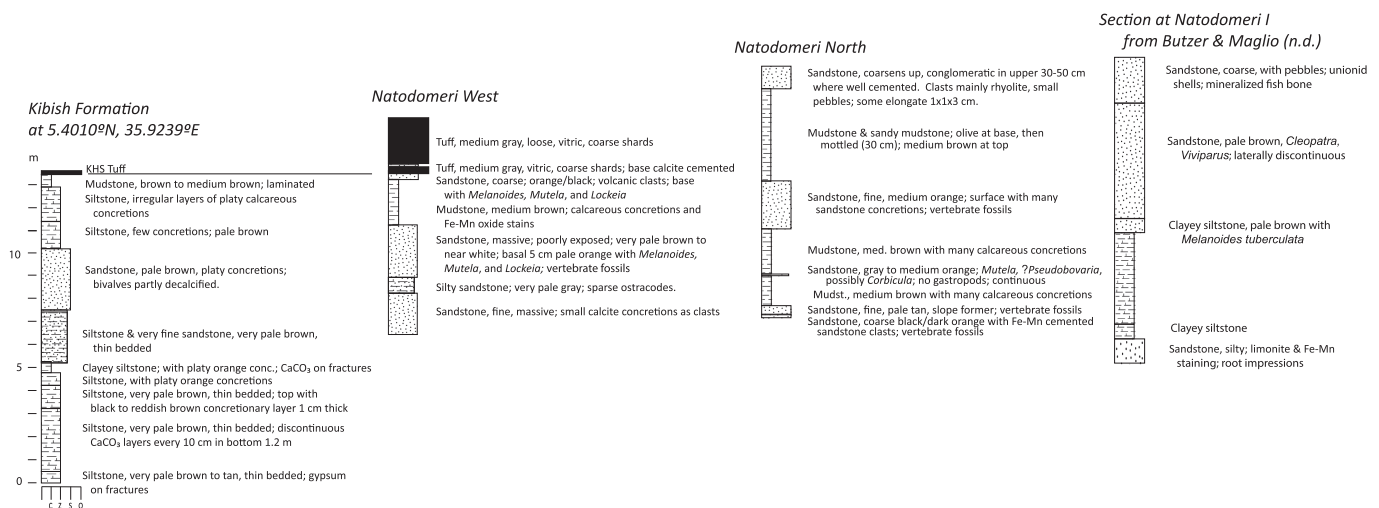 Kibish Formation
at 5.4010ºN, 35.9239ºE
m
KHS Tuff
Mudstone, brown to medium brown; laminated
Siltstone, irregular layers of platy calcareous
concretions
Siltstone, few concretions; pale brown
10
Sandstone, pale brown, platy concretions;
bivalves partly decalcified.
Siltstone & very fine sandstone, very pale brown,
thin bedded
5
Clayey siltstone; with platy orange conc.; CaCO₃ on fractures
Siltstone, with platy orange concretions
Siltstone, very pale brown, thin bedded; top with
black to reddish brown concretionary layer 1 cm thick
Siltstone, very pale brown, thin bedded; discontinuous
CaCO₃ layers every 10 cm in bottom 1.2 m
Siltstone, very pale brown to tan, thin bedded; gypsum
on fractures
0
C Z S O
Natodomeri West
Tuff, medium gray, loose, vitric, coarse shards
Tuff, medium gray, vitric, coarse shards; base calcite cemented
Sandstone, coarse; orange/black; volcanic clasts; base
with Melanoides, Mutela, and Lockeia
Mudstone, medium brown; calcareous concretions and
Fe-Mn oxide stains
Sandstone, massive; poorly exposed; very pale brown to
near white; basal 5 cm pale orange with Melanoides,
Mutela, and Lockeia; vertebrate fossils
Silty sandstone; very pale gray; sparse ostracodes.
Sandstone, fine, massive; small calcite concretions as clasts
Natodomeri North
Sandstone, coarsens up, conglomeratic in upper 30-50 cm
where well cemented. Clasts mainly rhyolite, small
pebbles; some elongate 1x1x3 cm.
Mudstone & sandy mudstone; olive at base, then
mottled (30 cm); medium brown at top
Sandstone, fine, medium orange; surface with many
sandstone concretions; vertebrate fossils
Mudstone, med. brown with many calcareous concretions
Sandstone, gray to medium orange; Mutela, ?Pseudobovaria,
possibly Corbicula; no gastropods; continuous
Mudst., medium brown with many calcareous concretions
Sandstone, fine, pale tan, slope former; vertebrate fossils
Sandstone, coarse black/dark orange with Fe-Mn cemented
sandstone clasts; vertebrate fossils
Section at Natodomeri I
from Butzer & Maglio (n.d.)
Sandstone, coarse, with pebbles; unionid
shells; mineralized fish bone
Sandstone, pale brown, Cleopatra,
Viviparus; laterally discontinuous
Clayey siltstone, pale brown with
Melanoides tuberculata
Clayey siltstone
Sandstone, silty; limonite & Fe-Mn
staining; root impressions